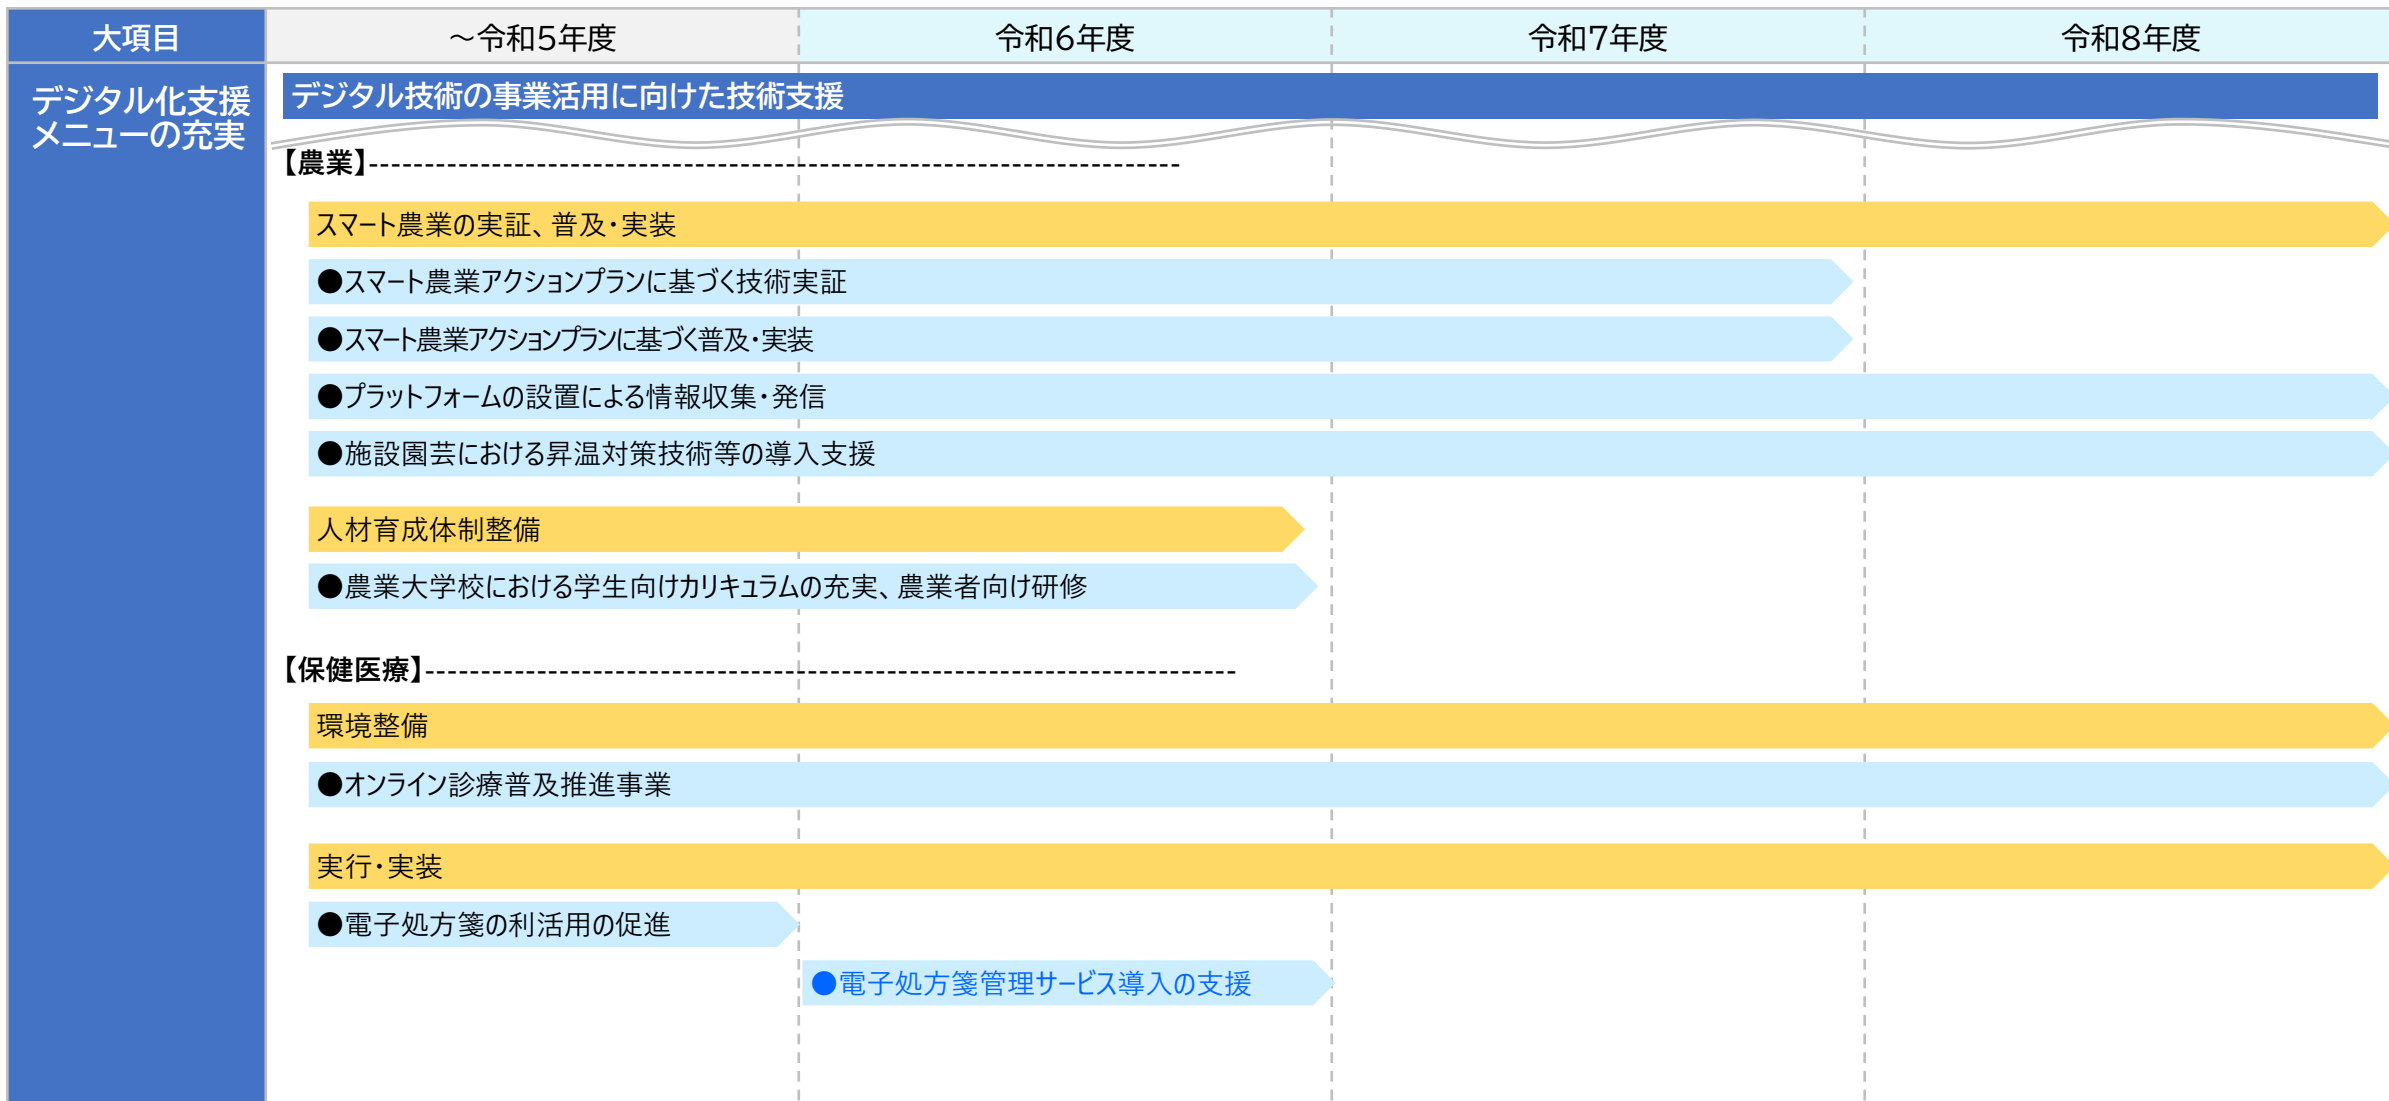 大項目
～令和5年度
令和6年度
令和7年度
令和8年度
デジタル化支援
メニューの充実
デジタル技術の事業活用に向けた技術支援
【農業】
スマート農業の実証、普及・実装
●スマート農業アクションプランに基づく技術実証
●スマート農業アクションプランに基づく普及・実装
●プラットフォームの設置による情報収集・発信
●施設園芸における昇温対策技術等の導入支援
人材育成体制整備
●農業大学校における学生向けカリキュラムの充実、農業者向け研修
【保健医療】
環境整備
●オンライン診療普及推進事業
実行・実装
●電子処方箋の利活用の促進
●電子処方箋管理サービス導入の支援